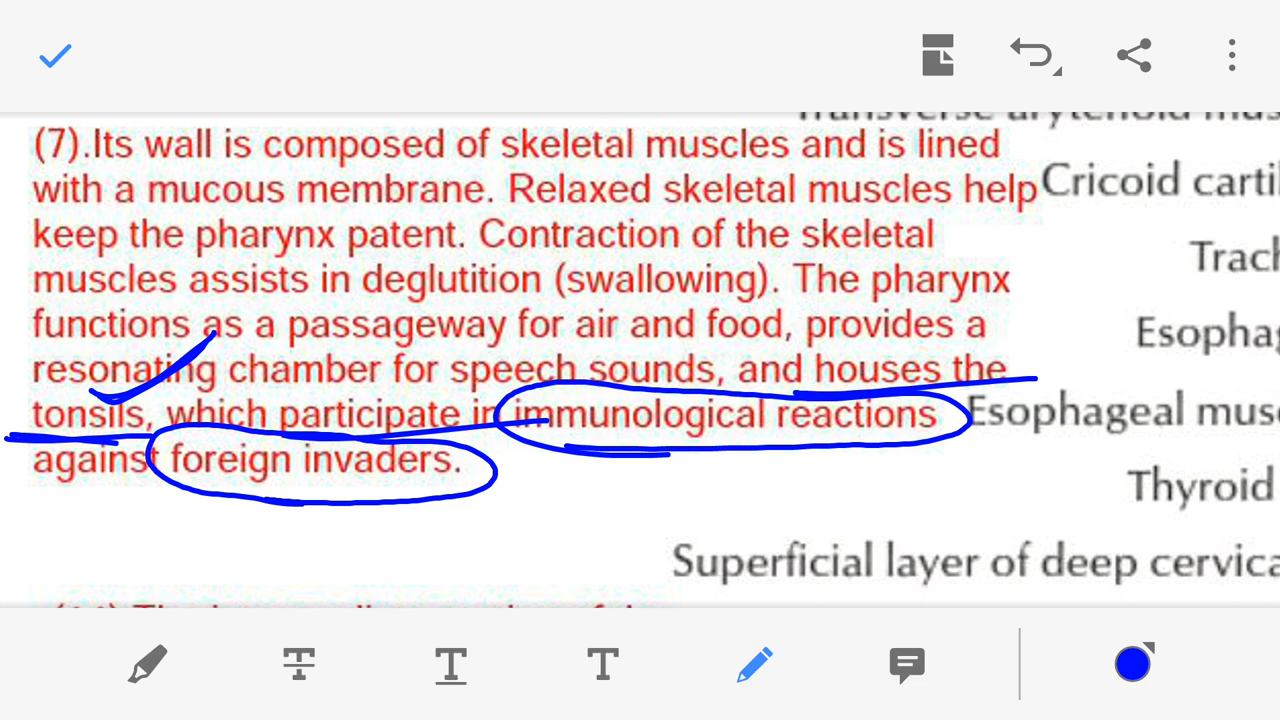 (7).Its wall is composed of skeletal muscles and is lined
with a mucous membrane. Relaxed skeletal muscles help
keep the pharynx patent. Contraction of the skeletal
muscles assists in deglutition (swallowing). The pharynx
functions as a passageway for air and food, provides a
resonating chamber for speech sounds, and houses the
tonsils, which participate in immunological reactions
against foreign invaders.
Transverse arytenoid mus
Cricoid carti
Trach
Esophag
Esophageal musc
Thyroid
Superficial layer of deep cervica